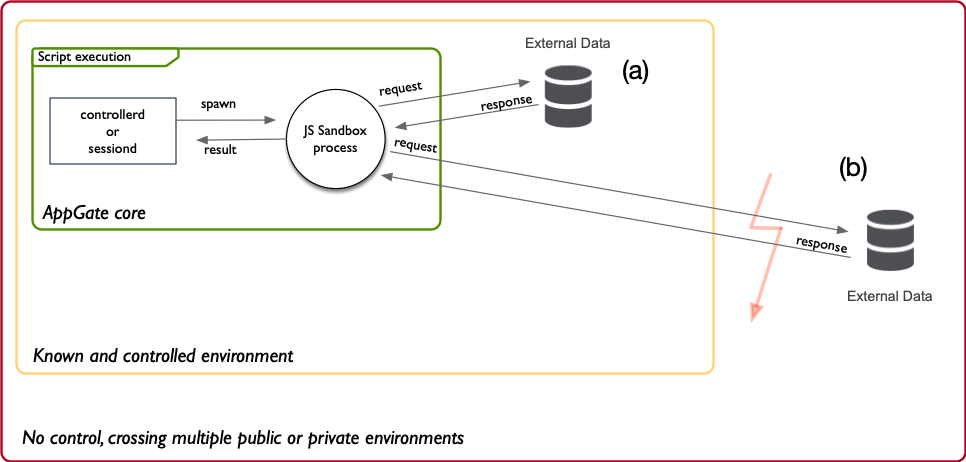 External Data
(a)
Script execution
request
spawn
response
controllerd
or
sessiond
JS Sandbox
process
result
request
(b)
AppGate core
response
External Data
Known and controlled environment
No control, crossing multiple public or private environments